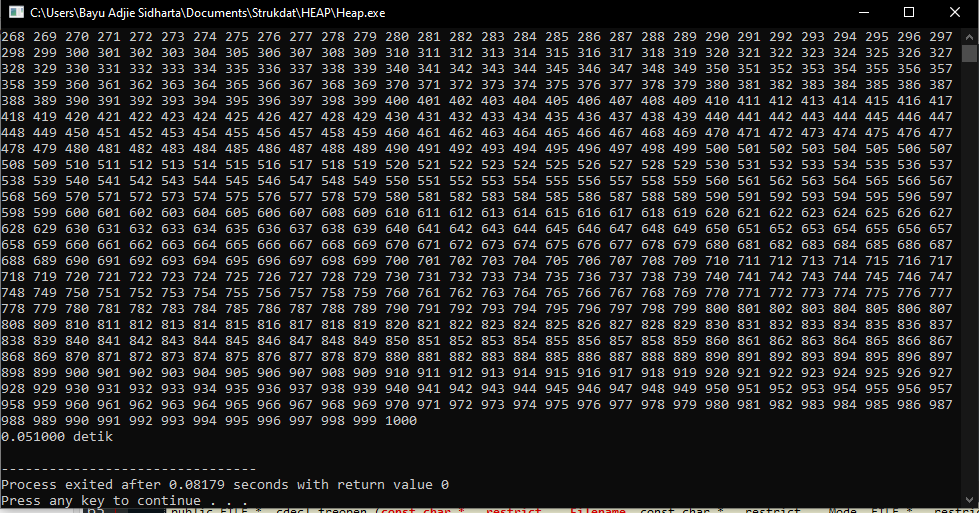 C:\Users\Bayu Adjie Sidharta\Documents\Strukdat\HEAP\Heap.exe
268 269 270 271 272 273 274 275 276 277 278 279 280 281 282 283 284 285 286 287 288 289 290 291 292 293 294 295 296 297
298 299 300 301 302 303 304 305 306 307 308 309 310 311 312 313 314 315 316 317 318 319 320 321 322 323 324 325 326 327
328 329 330 331 332 333 334 335 336 337 338 339 340 341 342 343 344 345 346 347 348 349 350 351 352 353 354 355 356 357
358 359 360 361 362 363 364 365 366 367 368 369 370 371 372 373 374 375 376 377 378 379 380 381 382 383 384 385 386 387
388 389 390 391 392 393 394 395 396 397 398 399 400 401 402 403 404 405 406 407 408 409 410 411 412 413 414 415 416 417
418 419 420 421 422 423 424 425 426 427 428 429 430 431 432 433 434 435 436 437 438 439 440 441 442 443 444 445 446 447
448 449 450 451 452 453 454 455 456 457 458 459 460 461 462 463 464 465 466 467 468 469 470 471 472 473 474 475 476 477
478 479 480 481 482 483 484 485 486 487 488 489 490 491 492 493 494 495 496 497 498 499 500 501 502 503 504 505 506 507
508 509 510 511 512 513 514 515 516 517 518 519 520 521 522 523 524 525 526 527 528 529 530 531 532 533 534 535 536 537
538 539 540 541 542 543 544 545 546 547 548 549 550 551 552 553 554 555 556 557 558 559 560 561 562 563 564 565 566 567
568 569 570 571 572 573 574 575 576 577 578 579 580 581 582 583 584 585 586 587 588 589 590 591 592 593 594 595 596 597
598 599 600 601 602 603 604 605 606 607 608 609 610 611 612 613 614 615 616 617 618 619 620 621 622 623 624 625 626 627
628 629 630 631 632 633 634 635 636 637 638 639 640 641 642 643 644 645 646 647 648 649 650 651 652 653 654 655 656 657
658 659 660 661 662 663 664 665 666 667 668 669 670 671 672 673 674 675 676 677 678 679 680 681 682 683 684 685 686 687
688 689 690 691 692 693 694 695 696 697 698 699 700 701 702 703 704 705 706 707 708 709 710 711 712 713 714 715 716 717
718 719 720 721 722 723 724 725 726 727 728 729 730 731 732 733 734 735 736 737 738 739 740 741 742 743 744 745 746 747
748 749 750 751 752 753 754 755 756 757 758 759 760 761 762 763 764 765 766 767 768 769 770 771 772 773 774 775 776 777
778 779 780 781 782 783 784 785 786 787 788 789 790 791 792 793 794 795 796 797 798 799 800 801 802 803 804 805 806 807
808 809 810 811 812 813 814 815 816 817 818 819 820 821 822 823 824 825 826 827 828 829 830 831 832 833 834 835 836 837
838 839 840 841 842 843 844 845 846 847 848 849 850 851 852 853 854 855 856 857 858 859 860 861 862 863 864 865 866 867
868 869 870 871 872 873 874 875 876 877 878 879 880 881 882 883 884 885 886 887 888 889 890 891 892 893 894 895 896 897
898 899 900 901 902 903 904 905 906 907 908 909 910 911 912 913 914 915 916 917 918 919 920 921 922 923 924 925 926 927
928 929 930 931 932 933 934 935 936 937 938 939 940 941 942 943 944 945 946 947 948 949 950 951 952 953 954 955 956 957
958 959 960 961 962 963 964 965 966 967 968 969 970 971 972 973 974 975 976 977 978 979 980 981 982 983 984 985 986 987
988 989 990 991 992 993 994 995 996 997 998 999 1000
0.051000 detik
--------------------------------
Process exited after 0.08179 seconds with return value 0
Press any key to continue . . .
public FILE * cdecl freopen (const char * restrict Filename, const char * restrict Mode, FILE * restri